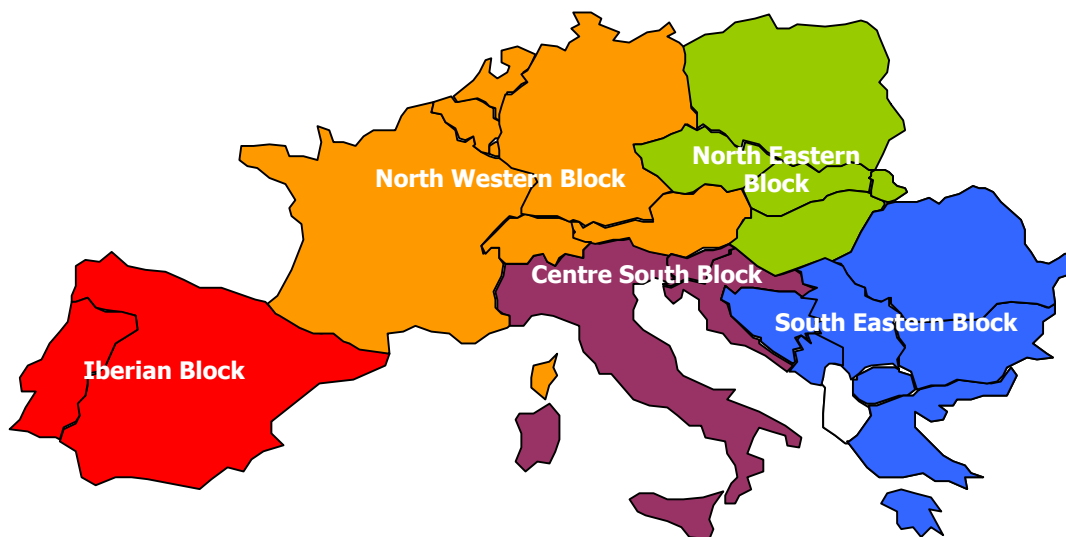 North Western Block
North Eastern
Block
Centre South Block
South Eastern Block
Iberian Block